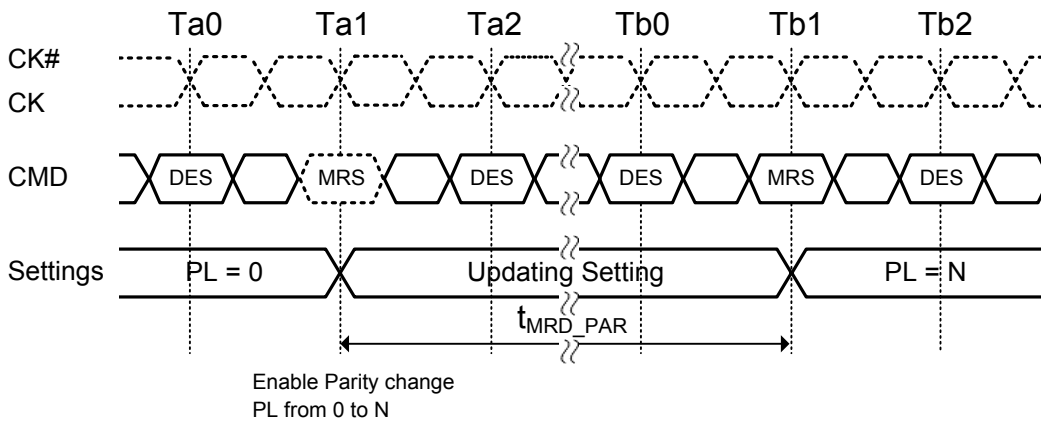 Ta0 Ta1 Ta2 Tb0 Tb1 Tb2
CK#
CK
CMD DES MRS DES DES MRS DES
Settings PL = 0 Updating Setting PL = N
tMRD_PAR
Enable Parity change
PL from 0 to N